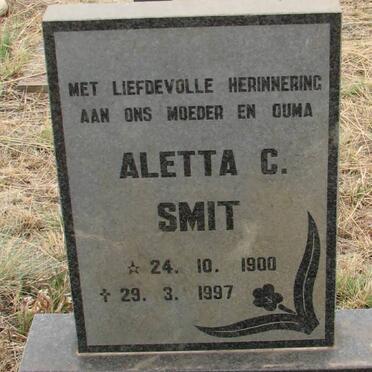 MET LIEFDEVOLLE HERINNERING
AAN ONS MOEDER EN OUMA
ALETTA C.
SMIT
☆ 24. 10. 1900
✝ 29. 3. 1997